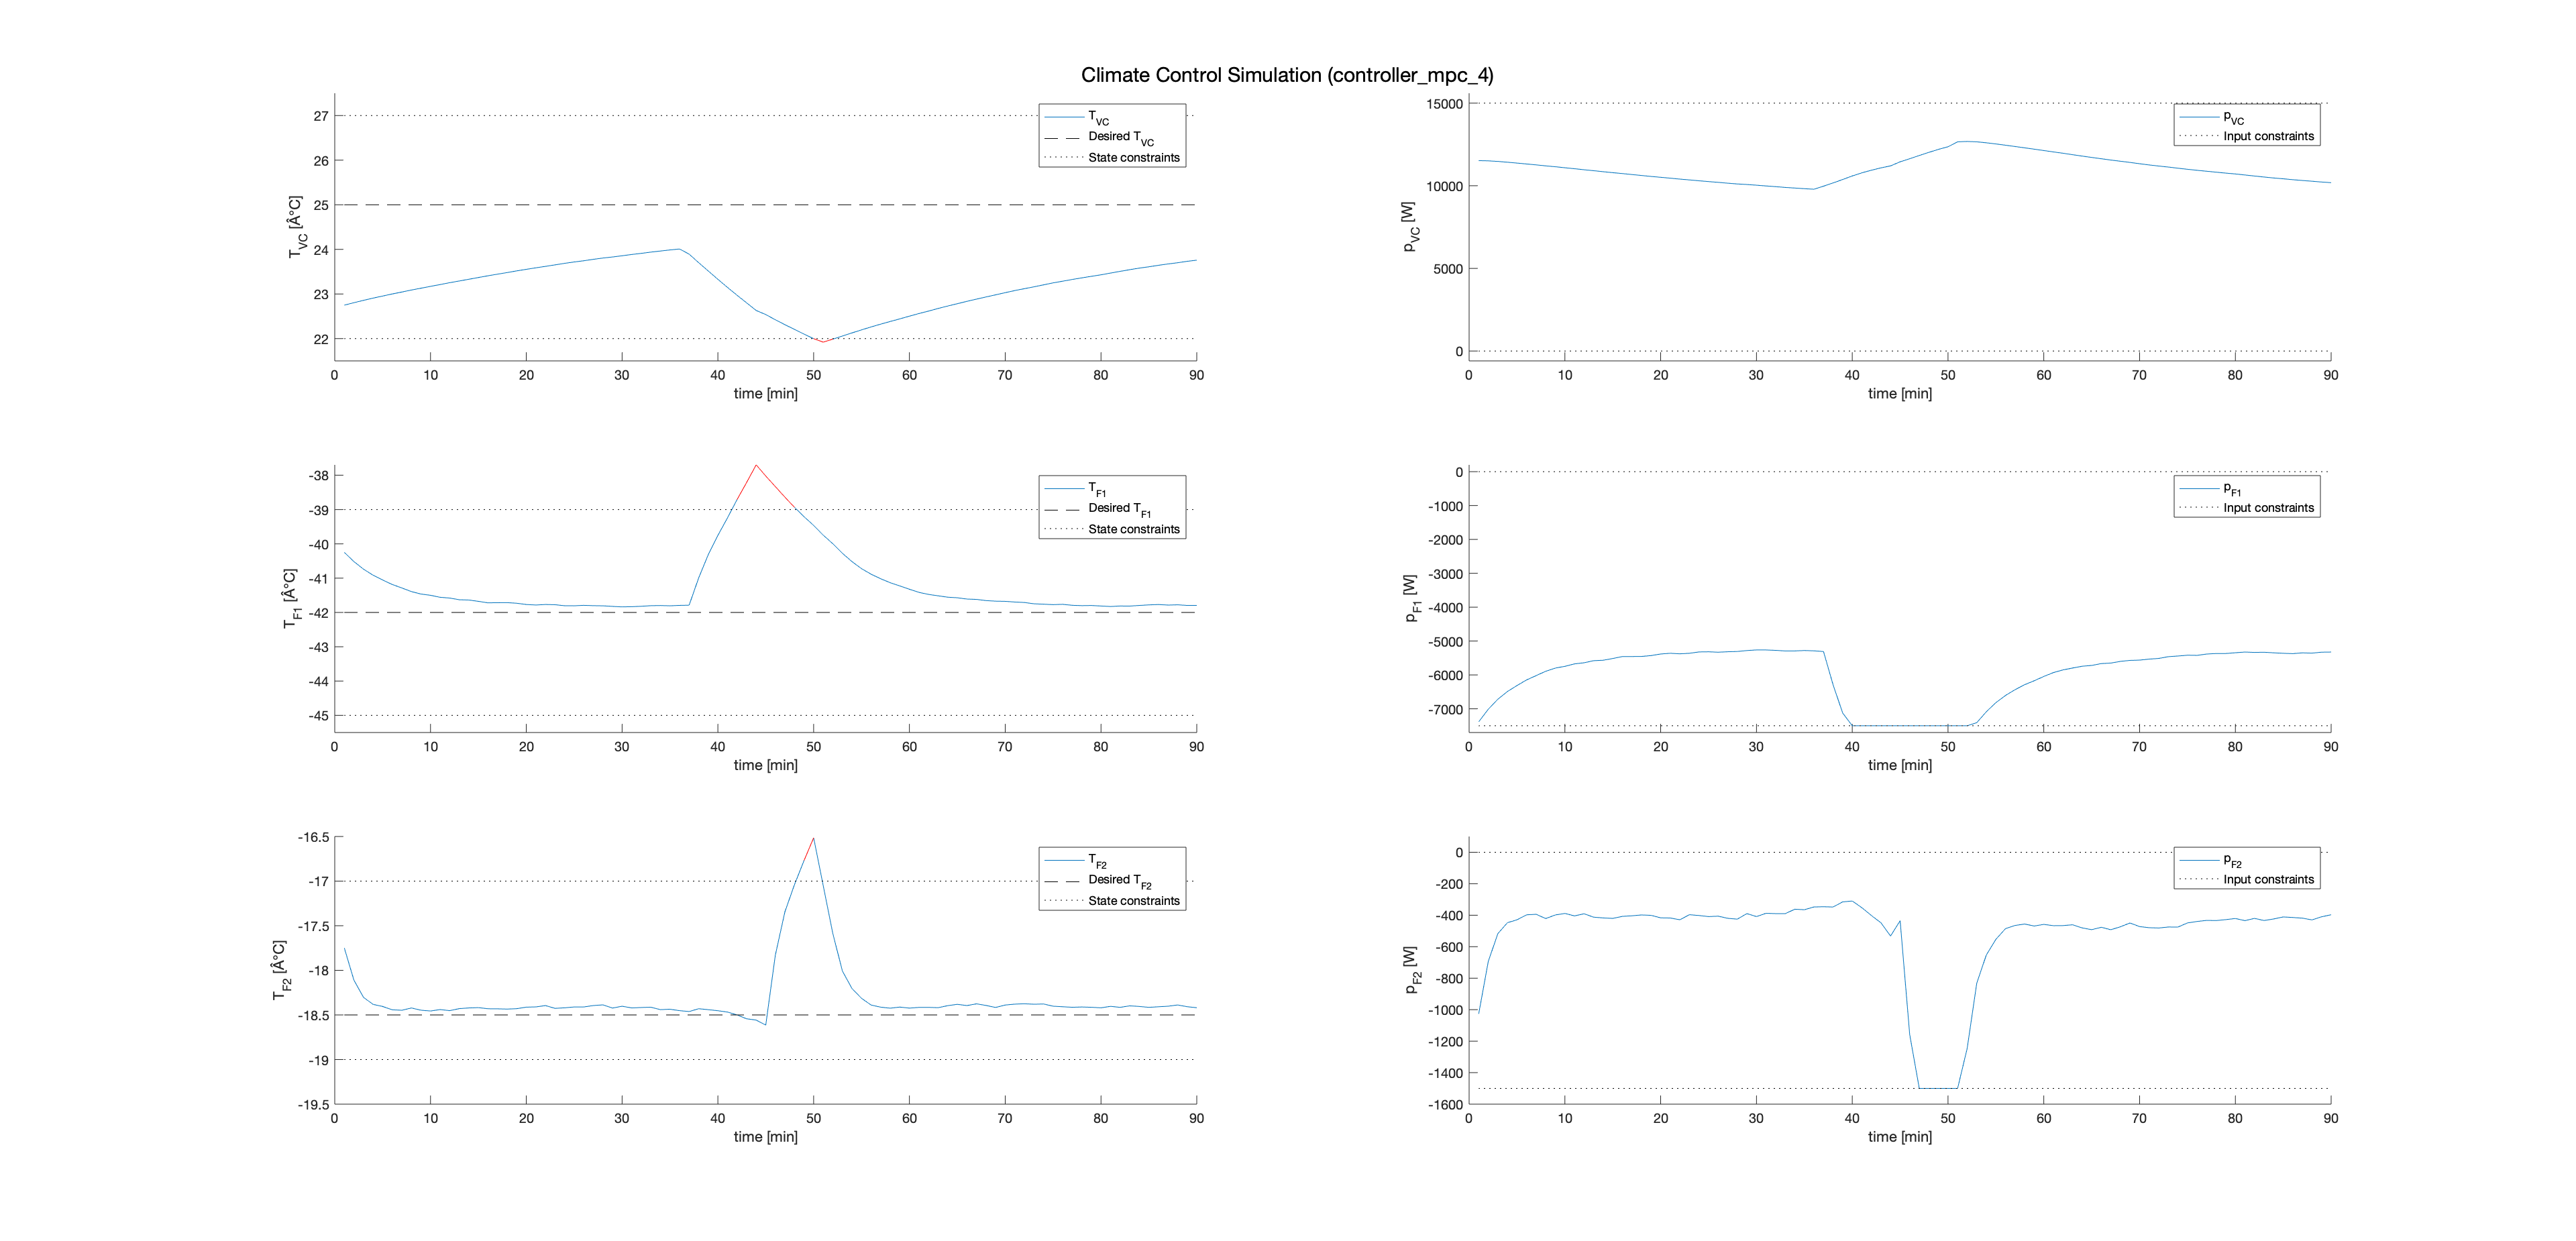 Climate Control Simulation (controller_mpc_4)
27
26
25
24
23
22
T_VC [Â°C]
0 10 20 30 40 50 60 70 80 90
time [min]
T_VC
Desired T_VC
State constraints
15000
10000
5000
0
p_VC [W]
0 10 20 30 40 50 60 70 80 90
time [min]
p_VC
Input constraints
-38
-39
-40
-41
-42
-43
-44
-45
T_F1 [Â°C]
0 10 20 30 40 50 60 70 80 90
time [min]
T_F1
Desired T_F1
State constraints
0
-1000
-2000
-3000
-4000
-5000
-6000
-7000
p_F1 [W]
0 10 20 30 40 50 60 70 80 90
time [min]
p_F1
Input constraints
-16.5
-17
-17.5
-18
-18.5
-19
-19.5
T_F2 [Â°C]
0 10 20 30 40 50 60 70 80 90
time [min]
T_F2
Desired T_F2
State constraints
0
-200
-400
-600
-800
-1000
-1200
-1400
-1600
p_F2 [W]
0 10 20 30 40 50 60 70 80 90
time [min]
p_F2
Input constraints